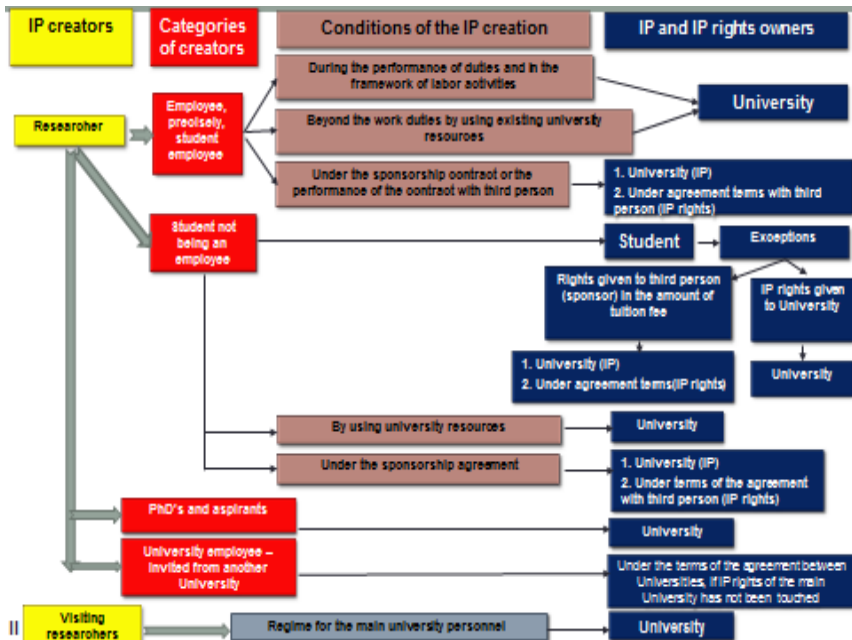 IP creators
Categories
of creators
Conditions of the IP creation
IP and IP rights owners
During the performance of duties and in the
framework of labor activities
University
Researcher
Employee,
precisely,
student
employee
Beyond the work duties by using existing university
resources
Under the sponsorship contract or the
performance of the contract with third person
1. University (IP)
2. Under agreement terms with third
person (IP rights)
Student not
being an
employee
Student
Exceptions
Rights given to third person
(sponsor) in the amount of
tuition fee
IP rights given
to University
1. University (IP)
2. Under agreement terms(IP rights)
University
By using university resources
University
Under the sponsorship agreement
1. University (IP)
2. Under terms of the agreement
with third person (IP rights)
PhD's and aspirants
University
University employee –
invited from another
University
Under the terms of the agreement between
Universities, if IP rights of the main
University has not been touched
II
Visiting
researchers
Regime for the main university personnel
University